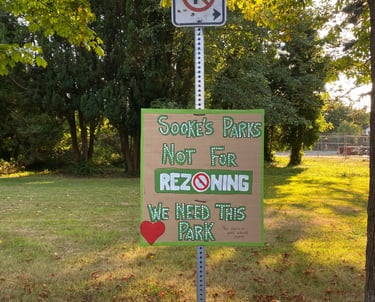 SOOKE'S PARKS
NOT FOR
REZONING
WE NEED THIS
PARK